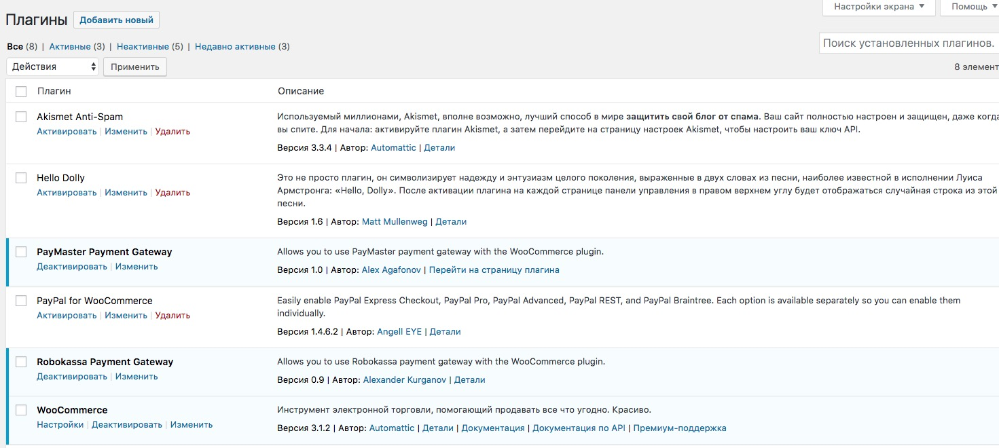 Настройки экрана ▼ Помощь ▼
Плагины Добавить новый
Все (8) | Активные (3) | Неактивные (5) | Недавно активные (3)
Поиск установленных плагинов.
Действия Применить 8 элемент
Плагин Описание
Akismet Anti-Spam
Активировать | Изменить | Удалить
Используемый миллионами, Akismet, вполне возможно, лучший способ в мире защитить свой блог от спама. Ваш сайт полностью настроен и защищен, даже когда
вы спите. Для начала: активируйте плагин Akismet, а затем перейдите на страницу настроек Akismet, чтобы настроить ваш ключ API.
Версия 3.3.4 | Автор: Automattic | Детали
Hello Dolly
Активировать | Изменить | Удалить
Это не просто плагин, он символизирует надежду и энтузиазм целого поколения, выраженные в двух словах из песни, наиболее известной в исполнении Луиса
Армстронга: «Hello, Dolly». После активации плагина на каждой странице панели управления в правом верхнем углу будет отображаться случайная строка из этой
песни.
Версия 1.6 | Автор: Matt Mullenweg | Детали
PayMaster Payment Gateway
Деактивировать | Изменить
Allows you to use PayMaster payment gateway with the WooCommerce plugin.
Версия 1.0 | Автор: Alex Agafonov | Перейти на страницу плагина
PayPal for WooCommerce
Активировать | Изменить | Удалить
Easily enable PayPal Express Checkout, PayPal Pro, PayPal Advanced, PayPal REST, and PayPal Braintree. Each option is available separately so you can enable them
individually.
Версия 1.4.6.2 | Автор: Angell EYE | Детали
Robokassa Payment Gateway
Деактивировать | Изменить
Allows you to use Robokassa payment gateway with the WooCommerce plugin.
Версия 0.9 | Автор: Alexander Kurganov | Детали
WooCommerce
Настройки | Деактивировать | Изменить
Инструмент электронной торговли, помогающий продавать все что угодно. Красиво.
Версия 3.1.2 | Автор: Automattic | Детали | Документация | Документация по API | Премиум-поддержка